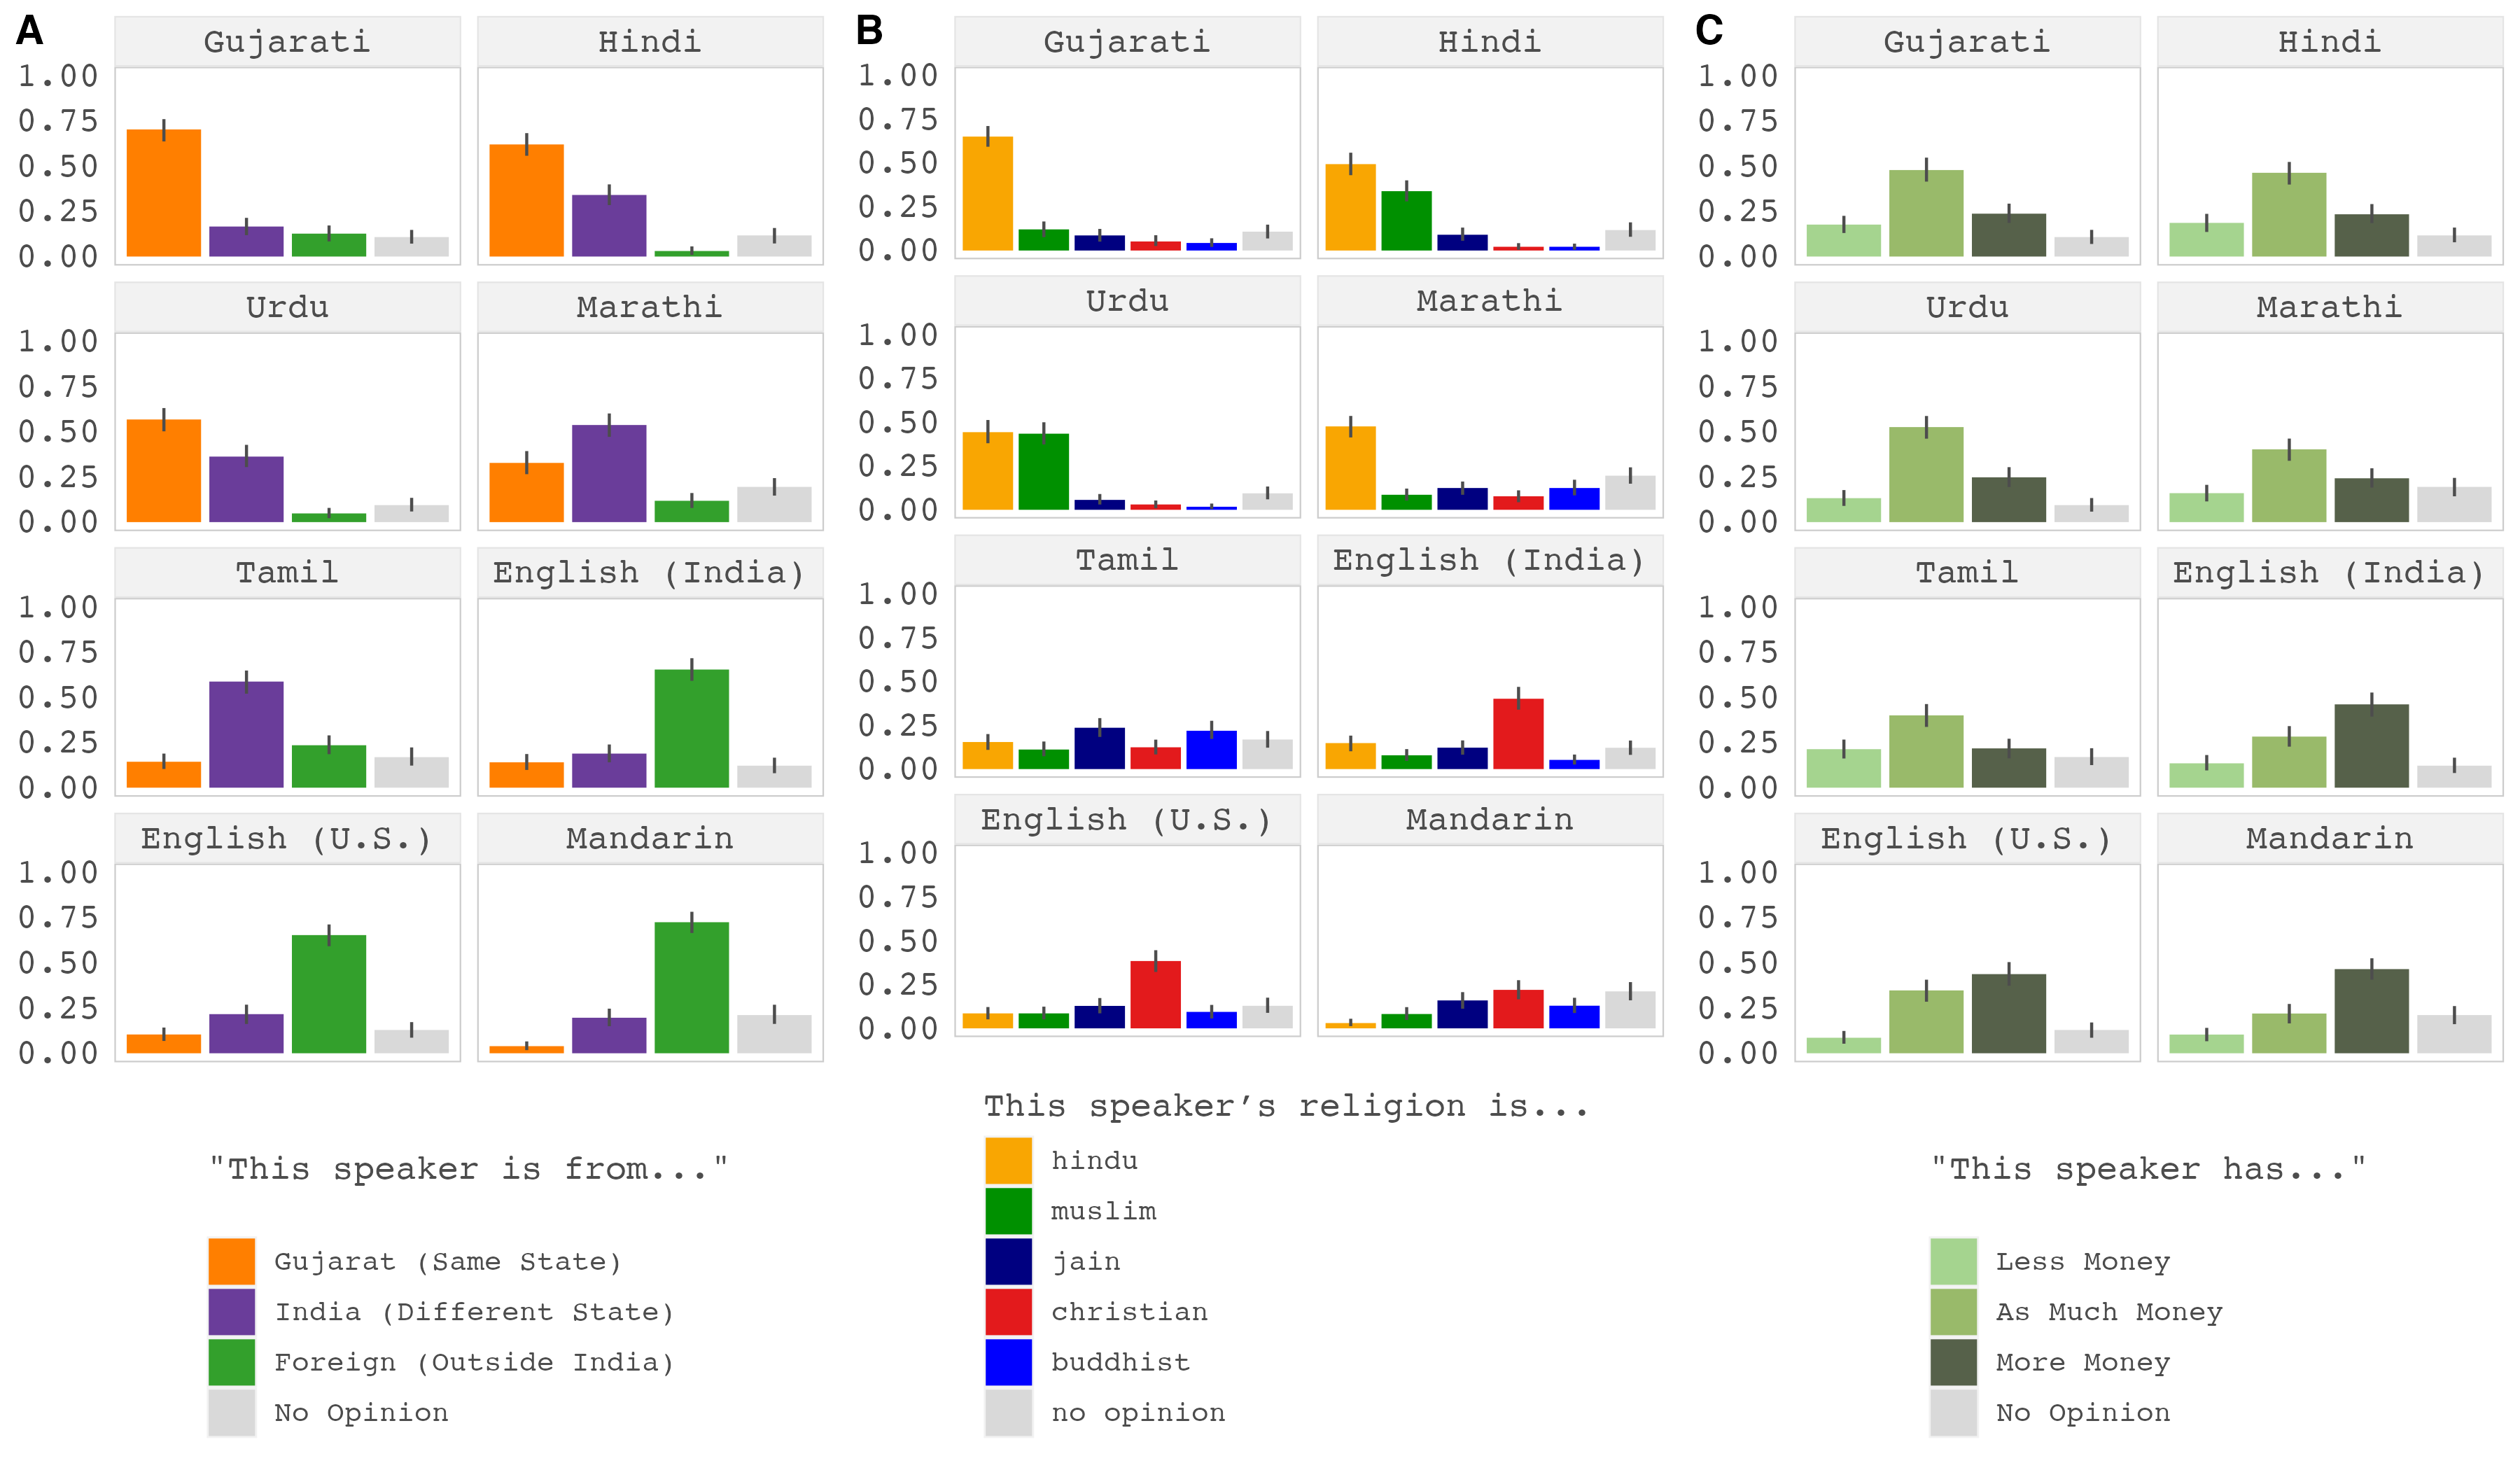 A
Gujarati Hindi
1.00
0.75
0.50
0.25
0.00
Urdu Marathi
1.00
0.75
0.50
0.25
0.00
Tamil English (India)
1.00
0.75
0.50
0.25
0.00
English (U.S.) Mandarin
1.00
0.75
0.50
0.25
0.00
"This speaker is from..."
Gujarat (Same State)
India (Different State)
Foreign (Outside India)
No Opinion
B
Gujarati Hindi
1.00
0.75
0.50
0.25
0.00
Urdu Marathi
1.00
0.75
0.50
0.25
0.00
Tamil English (India)
1.00
0.75
0.50
0.25
0.00
English (U.S.) Mandarin
1.00
0.75
0.50
0.25
0.00
This speaker’s religion is...
hindu
muslim
jain
christian
buddhist
no opinion
C
Gujarati Hindi
1.00
0.75
0.50
0.25
0.00
Urdu Marathi
1.00
0.75
0.50
0.25
0.00
Tamil English (India)
1.00
0.75
0.50
0.25
0.00
English (U.S.) Mandarin
1.00
0.75
0.50
0.25
0.00
"This speaker has..."
Less Money
As Much Money
More Money
No Opinion